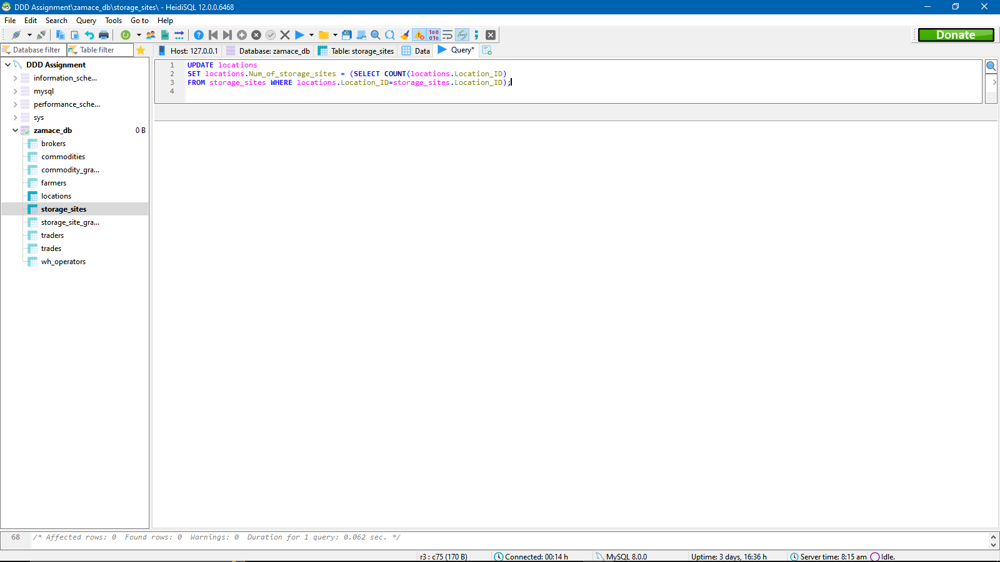 HS DDD Assignment\zamace_db\storage_sites\ - HeidiSQL 12.0.0.6468
File Edit Search Query Tools Go to Help
Donate
Database filter Table filter Host: 127.0.0.1 Database: zamace_db Table: storage_sites Data Query*
DDD Assignment
information_sche...
mysql
performance_sche...
sys
zamace_db 0 B
brokers
commodities
commodity_gra...
farmers
locations
storage_sites
storage_site_gra...
traders
trades
wh_operators
1 UPDATE locations
2 SET locations.Num_of_storage_sites = (SELECT COUNT(locations.Location_ID)
3 FROM storage_sites WHERE locations.Location_ID=storage_sites.Location_ID);
4
68 /* Affected rows: 0 Found rows: 0 Warnings: 0 Duration for 1 query: 0.062 sec. */
r3 : c75 (170 B) Connected: 00:14 h MySQL 8.0.0 Uptime: 3 days, 16:36 h Server time: 8:15 am Idle.